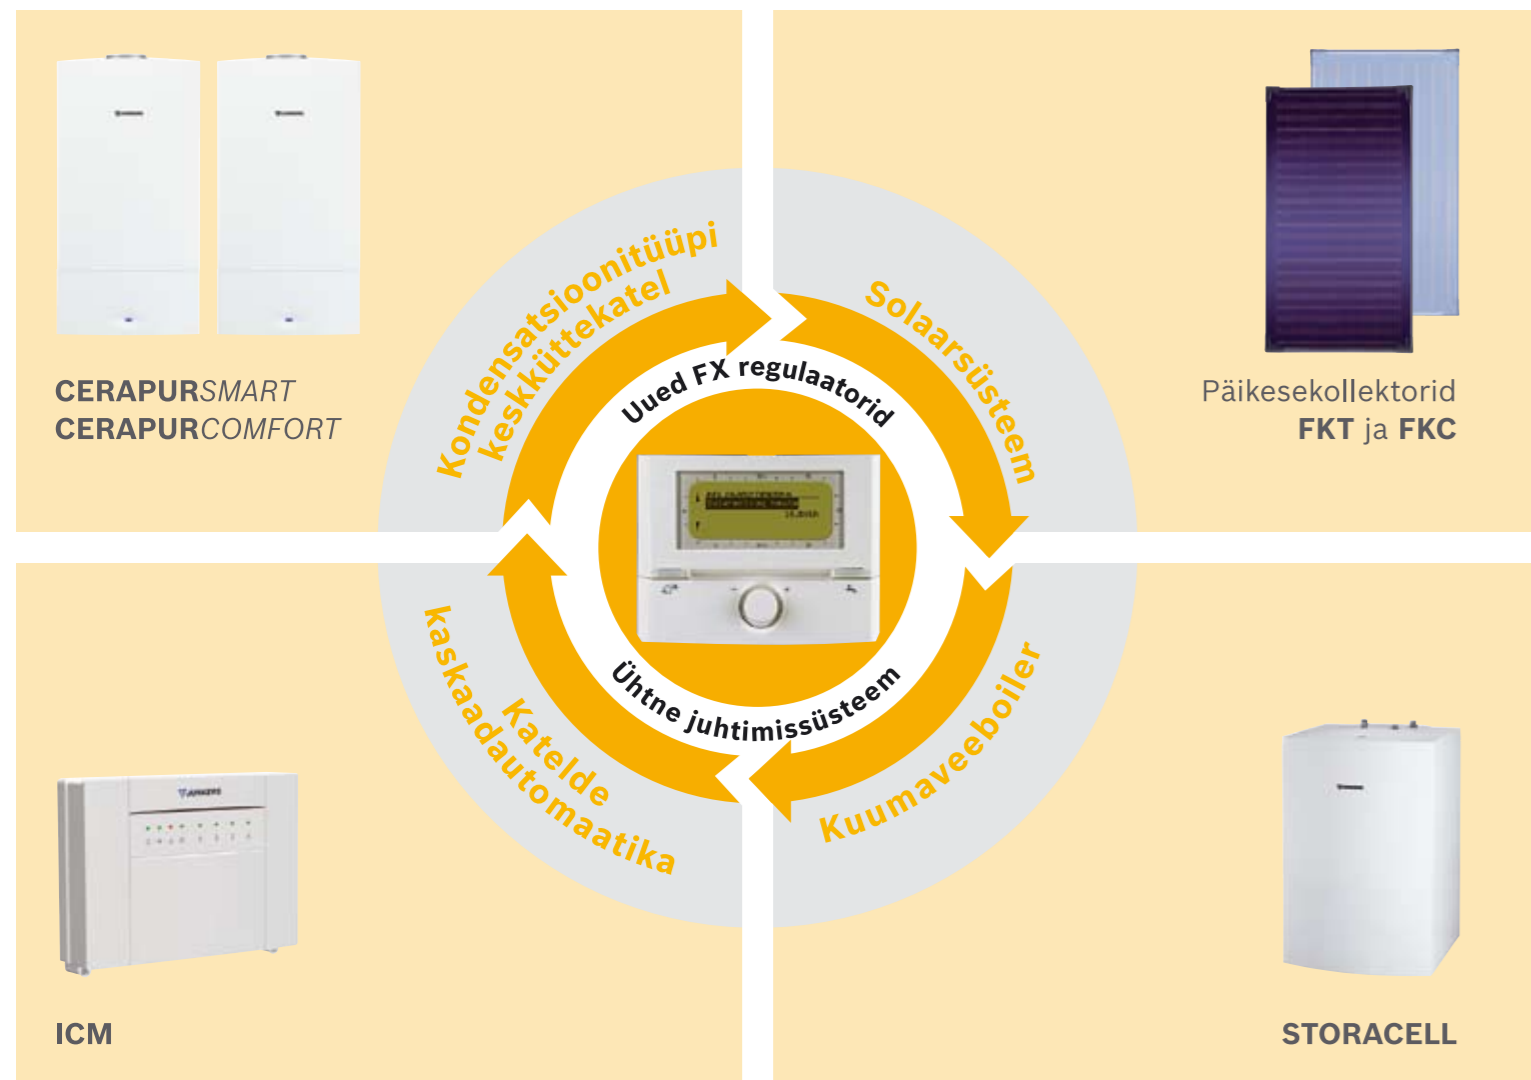 CERAPURSMART
CERAPURCOMFORT
Päikesekollektorid
FKT ja FKC
Kondensatsioonitüüpi
keskküttekatel
Solaarsüsteem
Uued FX regulaatorid
Ühtne juhtimissüsteem
Katelde
kaskaadautomaatika
Kuumaveeboiler
JUNKERS
ICM
STORACELL